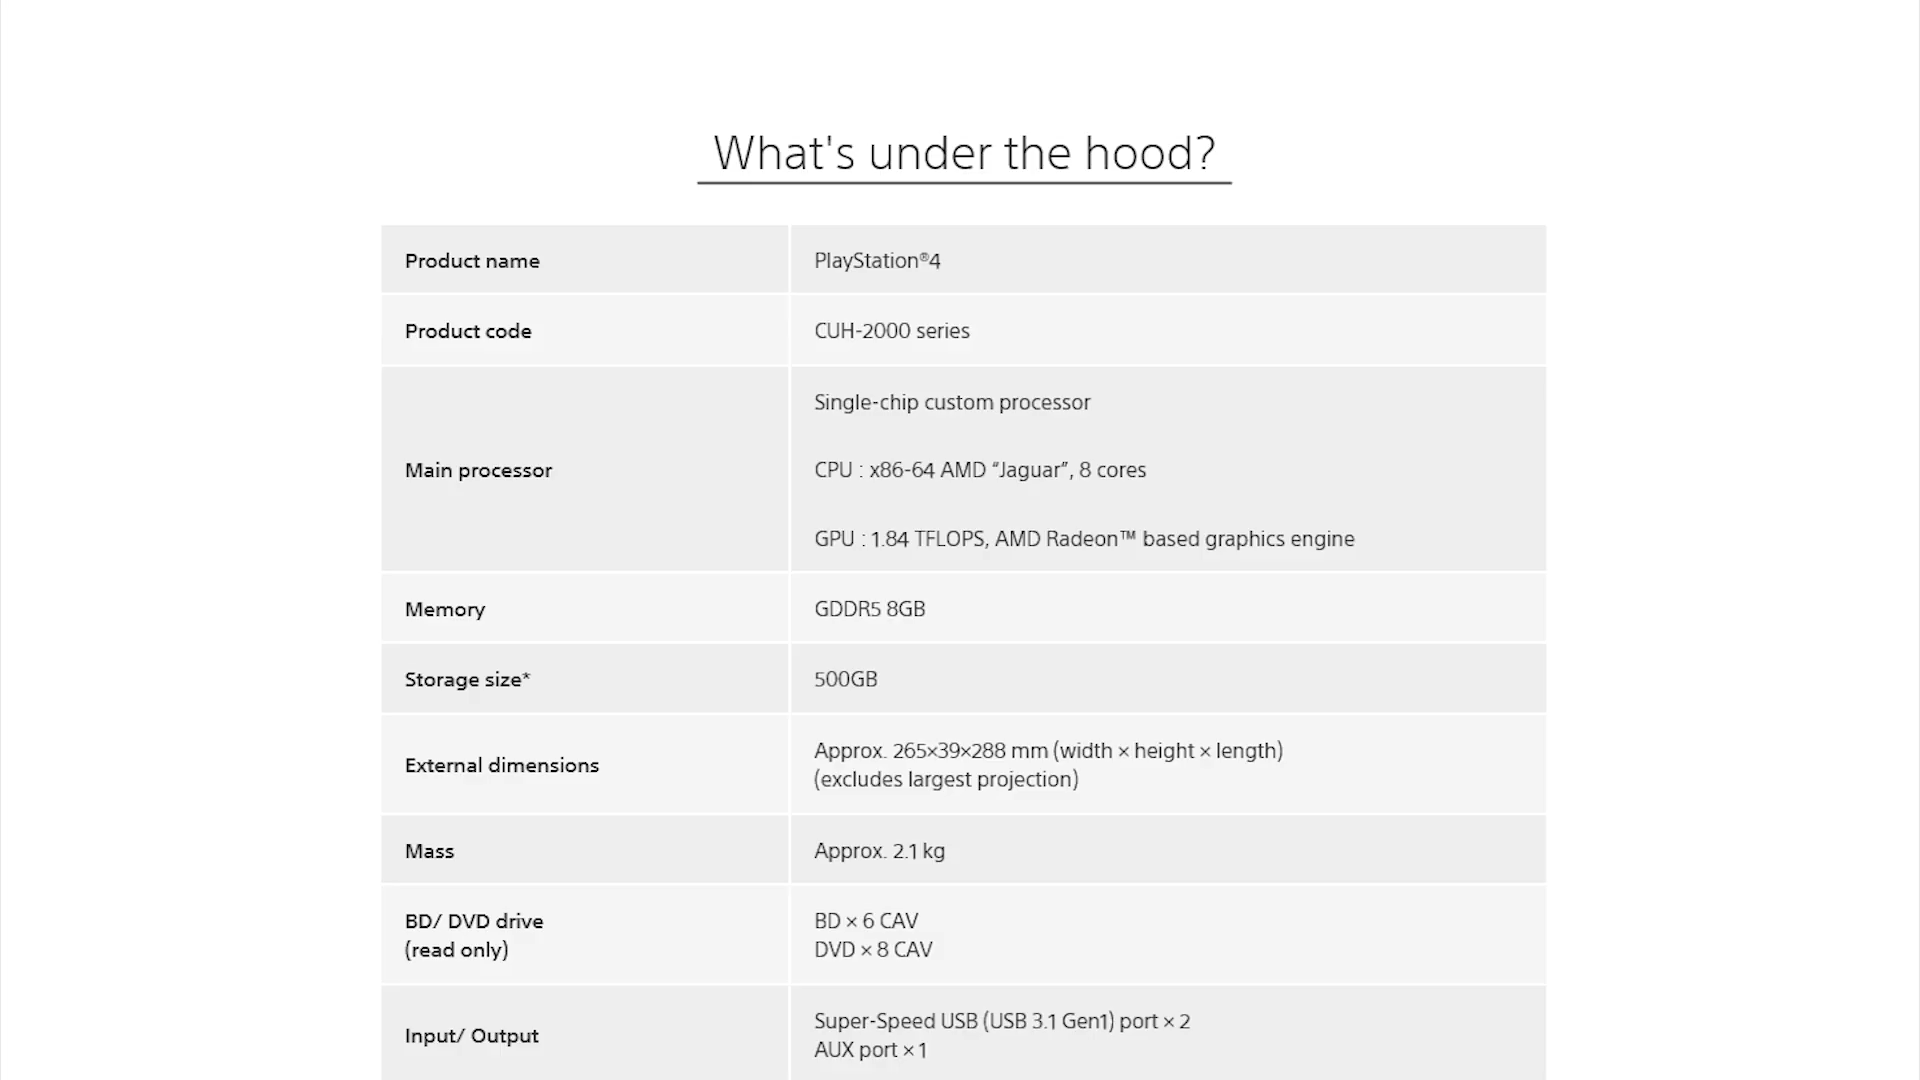 What's under the hood?
Product name
PlayStation®4
Product code
CUH-2000 series
Main processor
Single-chip custom processor
CPU : x86-64 AMD “Jaguar”, 8 cores
GPU : 1.84 TFLOPS, AMD Radeon™ based graphics engine
Memory
GDDR5 8GB
Storage size*
500GB
External dimensions
Approx. 265×39×288 mm (width × height × length)
(excludes largest projection)
Mass
Approx. 2.1 kg
BD/ DVD drive
(read only)
BD × 6 CAV
DVD × 8 CAV
Input/ Output
Super-Speed USB (USB 3.1 Gen1) port × 2
AUX port × 1